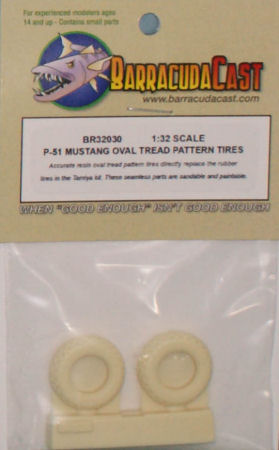 For experienced modelers ages
14 and up - Contains small parts
BARRACUDACAST
www.barracudacast.com
BR32030 1:32 SCALE
P-51 MUSTANG OVAL TREAD PATTERN TIRES
Accurate resin oval tread pattern tires directly replace the rubber
tires in the Tamiya kit. These seamless parts are sandable and paintable.
WHEN "GOOD ENOUGH" ISN'T GOOD ENOUGH